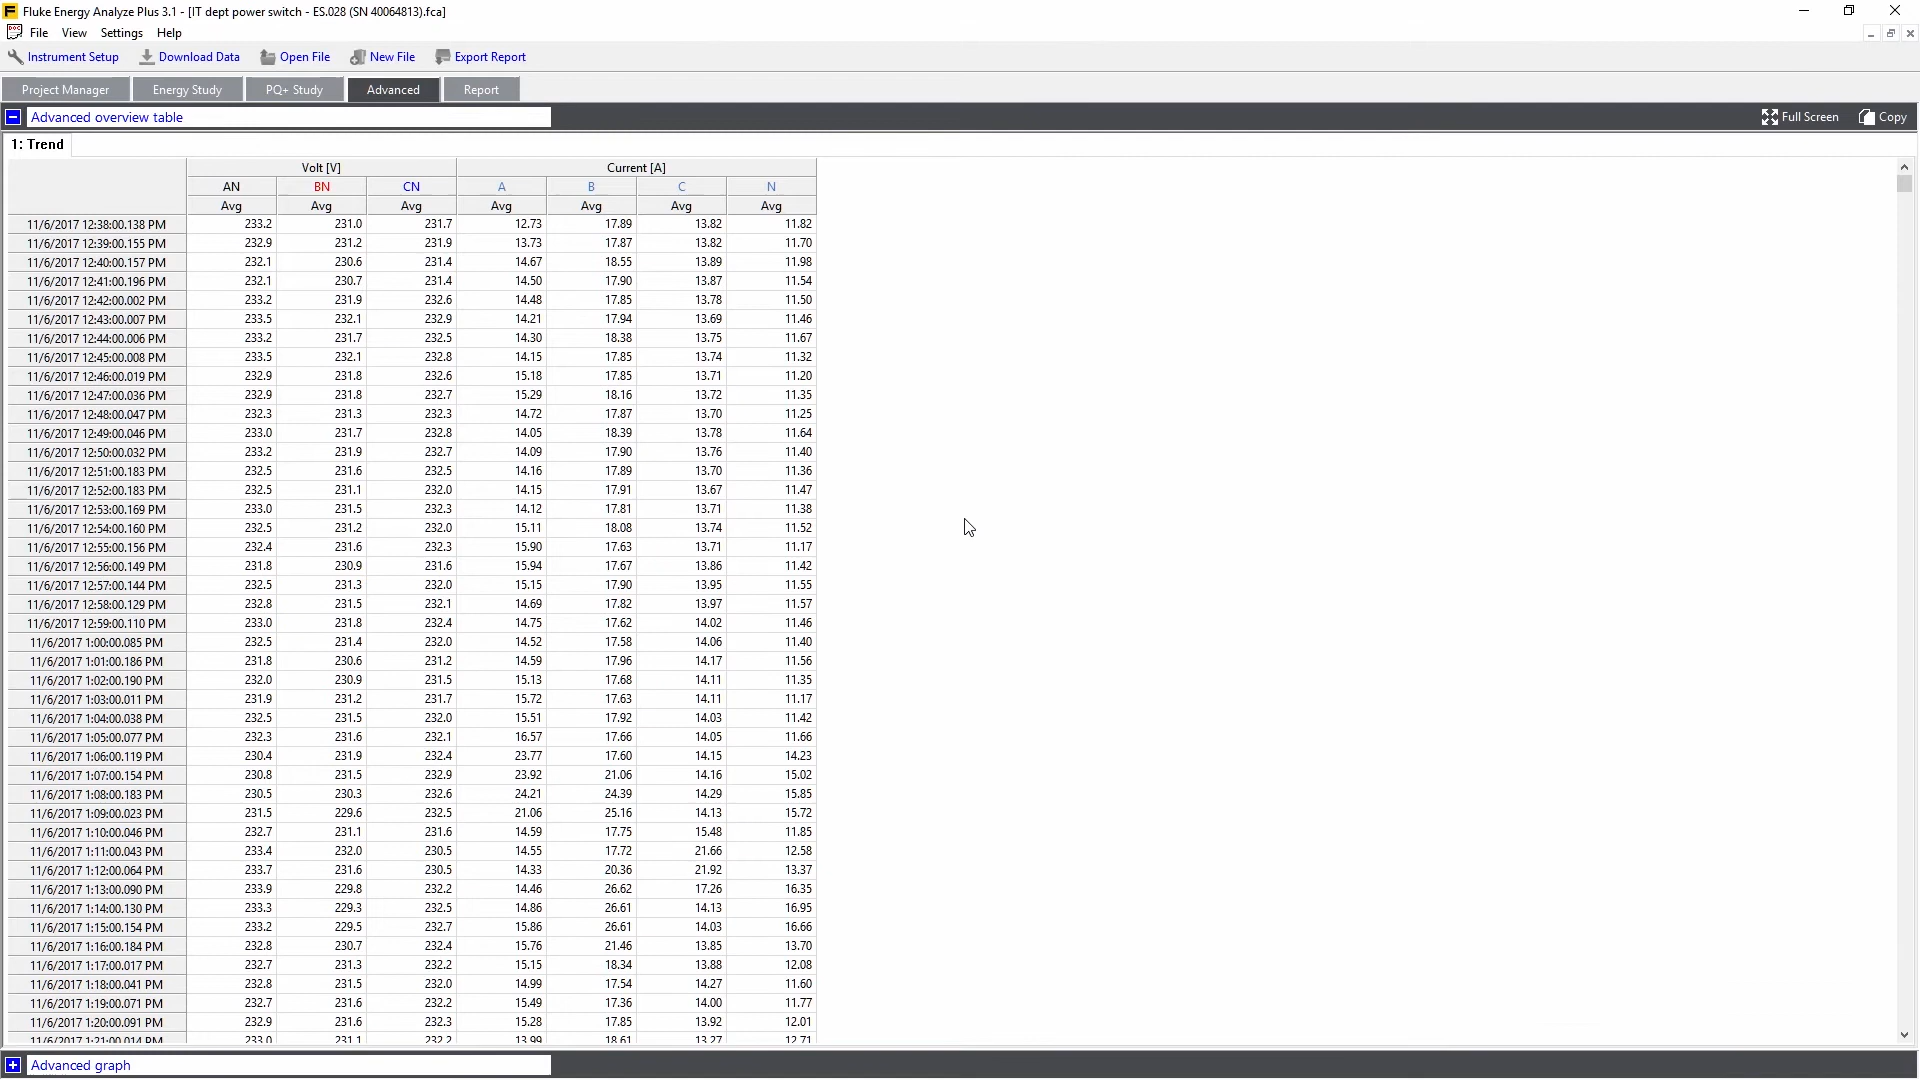 Fluke Energy Analyze Plus 3.1 - [IT dept power switch - ES.028 (SN 40064813).fca]
File View Settings Help
Instrument Setup Download Data Open File New File Export Report
Project Manager Energy Study PQ+ Study Advanced Report
Advanced overview table Full Screen Copy
1: Trend
Volt [V] Current [A]
AN BN CN A B C N
Avg Avg Avg Avg Avg Avg Avg
11/6/2017 12:38:00.138 PM 233.2 231.0 231.7 12.73 17.89 13.82 11.82
11/6/2017 12:39:00.155 PM 232.9 231.2 231.9 13.73 17.87 13.82 11.70
11/6/2017 12:40:00.157 PM 232.1 230.6 231.4 14.67 18.55 13.89 11.98
11/6/2017 12:41:00.196 PM 232.1 230.7 231.4 14.50 17.90 13.87 11.54
11/6/2017 12:42:00.002 PM 233.2 231.9 232.6 14.48 17.85 13.78 11.50
11/6/2017 12:43:00.007 PM 233.5 232.1 232.9 14.21 17.94 13.69 11.46
11/6/2017 12:44:00.006 PM 233.2 231.7 232.5 14.30 18.38 13.75 11.67
11/6/2017 12:45:00.008 PM 233.5 232.1 232.8 14.15 17.85 13.74 11.32
11/6/2017 12:46:00.019 PM 232.9 231.8 232.6 15.18 17.85 13.71 11.20
11/6/2017 12:47:00.036 PM 232.9 231.8 232.7 15.29 18.16 13.72 11.35
11/6/2017 12:48:00.047 PM 232.3 231.3 232.3 14.72 17.87 13.70 11.25
11/6/2017 12:49:00.046 PM 233.0 231.7 232.8 14.05 18.39 13.78 11.64
11/6/2017 12:50:00.032 PM 233.2 231.9 232.7 14.09 17.90 13.76 11.40
11/6/2017 12:51:00.183 PM 232.5 231.6 232.5 14.16 17.89 13.70 11.36
11/6/2017 12:52:00.183 PM 232.5 231.1 232.0 14.15 17.91 13.67 11.47
11/6/2017 12:53:00.169 PM 233.0 231.5 232.3 14.12 17.81 13.71 11.38
11/6/2017 12:54:00.160 PM 232.5 231.2 232.0 15.11 18.08 13.74 11.52
11/6/2017 12:55:00.156 PM 232.4 231.6 232.3 15.90 17.63 13.71 11.17
11/6/2017 12:56:00.149 PM 231.8 230.9 231.6 15.94 17.67 13.86 11.42
11/6/2017 12:57:00.144 PM 232.5 231.3 232.0 15.15 17.90 13.95 11.55
11/6/2017 12:58:00.129 PM 232.8 231.5 232.1 14.69 17.82 13.97 11.57
11/6/2017 12:59:00.110 PM 233.0 231.8 232.4 14.75 17.62 14.02 11.46
11/6/2017 1:00:00.085 PM 232.5 231.4 232.0 14.52 17.58 14.06 11.40
11/6/2017 1:01:00.186 PM 231.8 230.6 231.2 14.59 17.96 14.17 11.56
11/6/2017 1:02:00.190 PM 232.0 230.9 231.5 15.13 17.68 14.11 11.35
11/6/2017 1:03:00.011 PM 231.9 231.2 231.7 15.72 17.63 14.11 11.17
11/6/2017 1:04:00.038 PM 232.5 231.5 232.0 15.51 17.92 14.03 11.42
11/6/2017 1:05:00.077 PM 232.3 231.6 232.1 16.57 17.66 14.05 11.66
11/6/2017 1:06:00.119 PM 230.4 231.9 232.4 23.77 17.60 14.15 14.23
11/6/2017 1:07:00.154 PM 230.8 231.5 232.9 23.92 21.06 14.16 15.02
11/6/2017 1:08:00.183 PM 230.5 230.3 232.6 24.21 24.39 14.29 15.85
11/6/2017 1:09:00.023 PM 231.5 229.6 232.5 21.06 25.16 14.13 15.72
11/6/2017 1:10:00.046 PM 232.7 231.1 231.6 14.59 17.75 15.48 11.85
11/6/2017 1:11:00.043 PM 233.4 232.0 230.5 14.55 17.72 21.66 12.58
11/6/2017 1:12:00.064 PM 233.7 231.6 230.5 14.33 20.36 21.92 13.37
11/6/2017 1:13:00.090 PM 233.9 229.8 232.2 14.46 26.62 17.26 16.35
11/6/2017 1:14:00.130 PM 233.3 229.3 232.5 14.86 26.61 14.13 16.95
11/6/2017 1:15:00.154 PM 233.2 229.5 232.7 15.86 26.61 14.03 16.66
11/6/2017 1:16:00.184 PM 232.8 230.7 232.4 15.76 21.46 13.85 13.70
11/6/2017 1:17:00.017 PM 232.7 231.3 232.2 15.15 18.34 13.88 12.08
11/6/2017 1:18:00.041 PM 232.8 231.5 232.0 14.99 17.54 14.27 11.60
11/6/2017 1:19:00.071 PM 232.7 231.6 232.2 15.49 17.36 14.00 11.77
11/6/2017 1:20:00.091 PM 232.9 231.6 232.3 15.28 17.85 13.92 12.01
11/6/2017 1:21:00.014 PM 233.0 231.1 232.2 13.99 18.61 13.27 12.71
Advanced graph